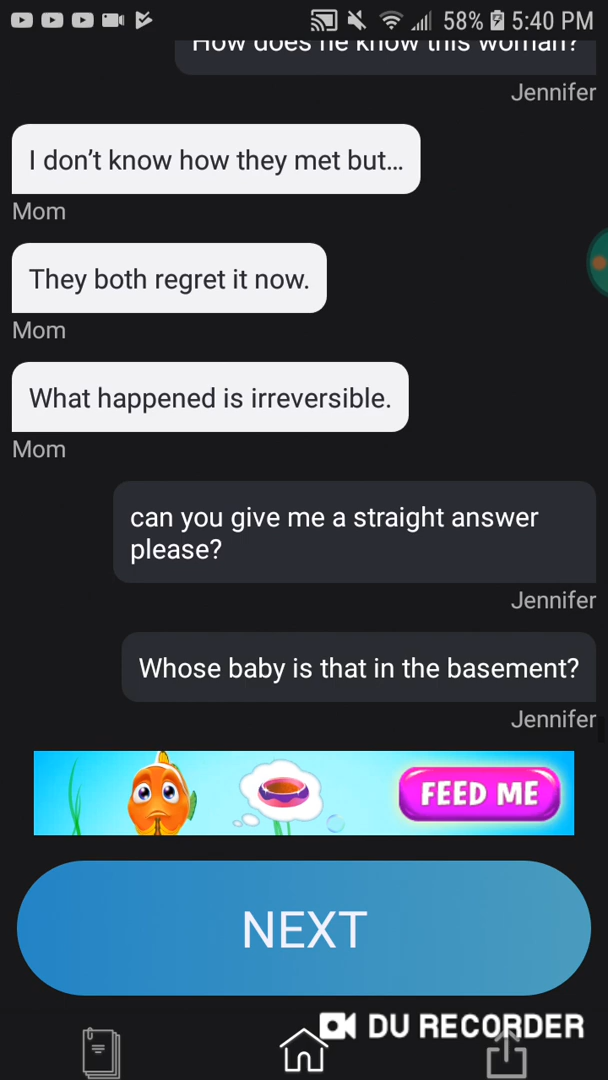 58% 5:40 PM
How does he know this woman?
Jennifer
I don’t know how they met but...
Mom
They both regret it now.
Mom
What happened is irreversible.
Mom
can you give me a straight answer
please?
Jennifer
Whose baby is that in the basement?
Jennifer
FEED ME
NEXT
DU RECORDER